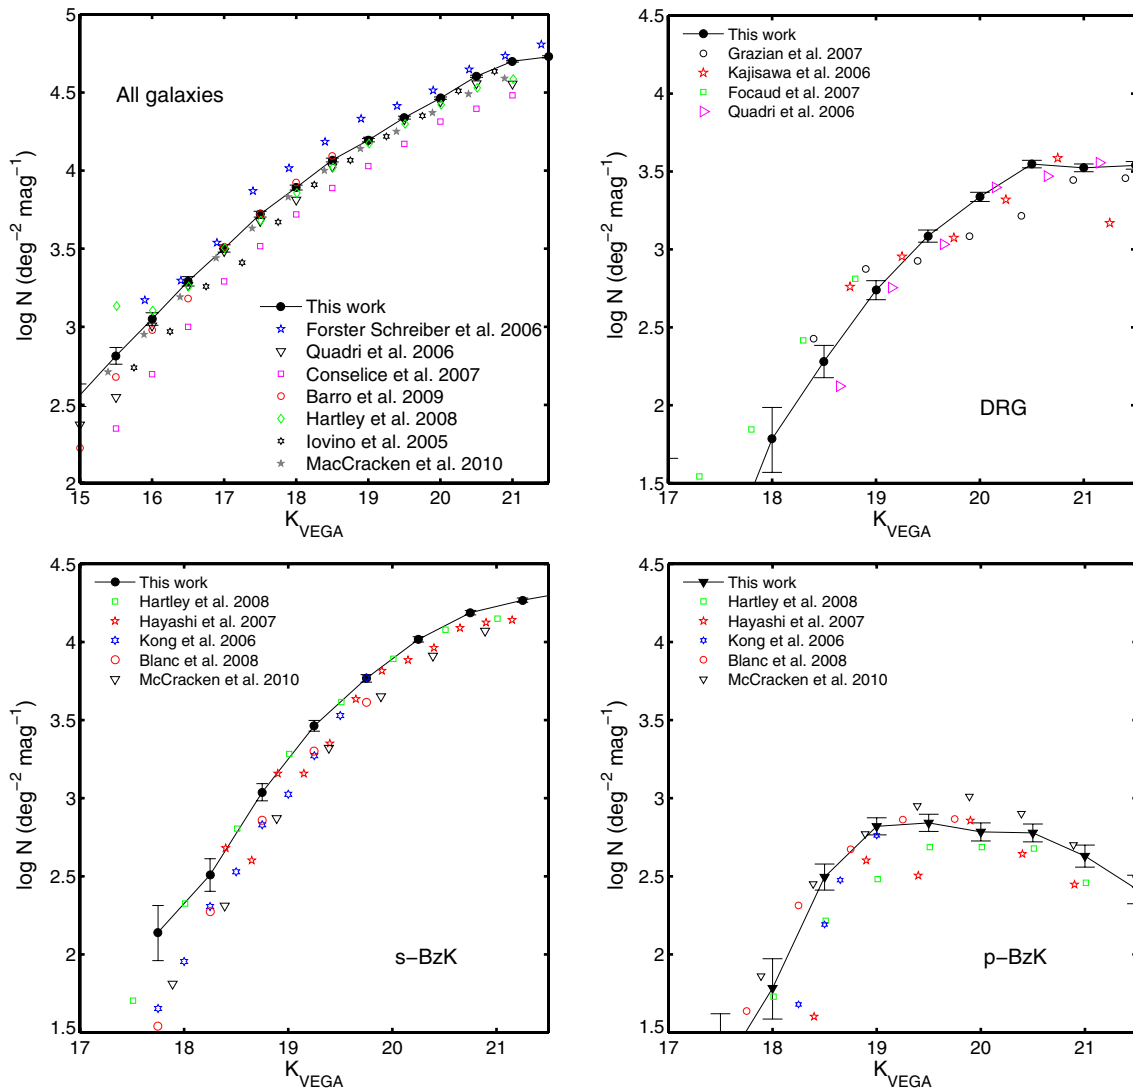 5
4.5
4
3.5
3
2.5
2
15
16
17
18
19
20
21
log N (deg−2 mag−1)
K_VEGA
All galaxies
This work
Forster Schreiber et al. 2006
Quadri et al. 2006
Conselice et al. 2007
Barro et al. 2009
Hartley et al. 2008
Iovino et al. 2005
MacCracken et al. 2010
4.5
4
3.5
3
2.5
2
1.5
17
18
19
20
21
log N (deg−2 mag−1)
K_VEGA
This work
Grazian et al. 2007
Kajisawa et al. 2006
Focaud et al. 2007
Quadri et al. 2006
DRG
4.5
4
3.5
3
2.5
2
1.5
17
18
19
20
21
log N (deg−2 mag−1)
K_VEGA
This work
Hartley et al. 2008
Hayashi et al. 2007
Kong et al. 2006
Blanc et al. 2008
McCracken et al. 2010
s−BzK
4.5
4
3.5
3
2.5
2
1.5
17
18
19
20
21
log N (deg−2 mag−1)
K_VEGA
This work
Hartley et al. 2008
Hayashi et al. 2007
Kong et al. 2006
Blanc et al. 2008
McCracken et al. 2010
p−BzK